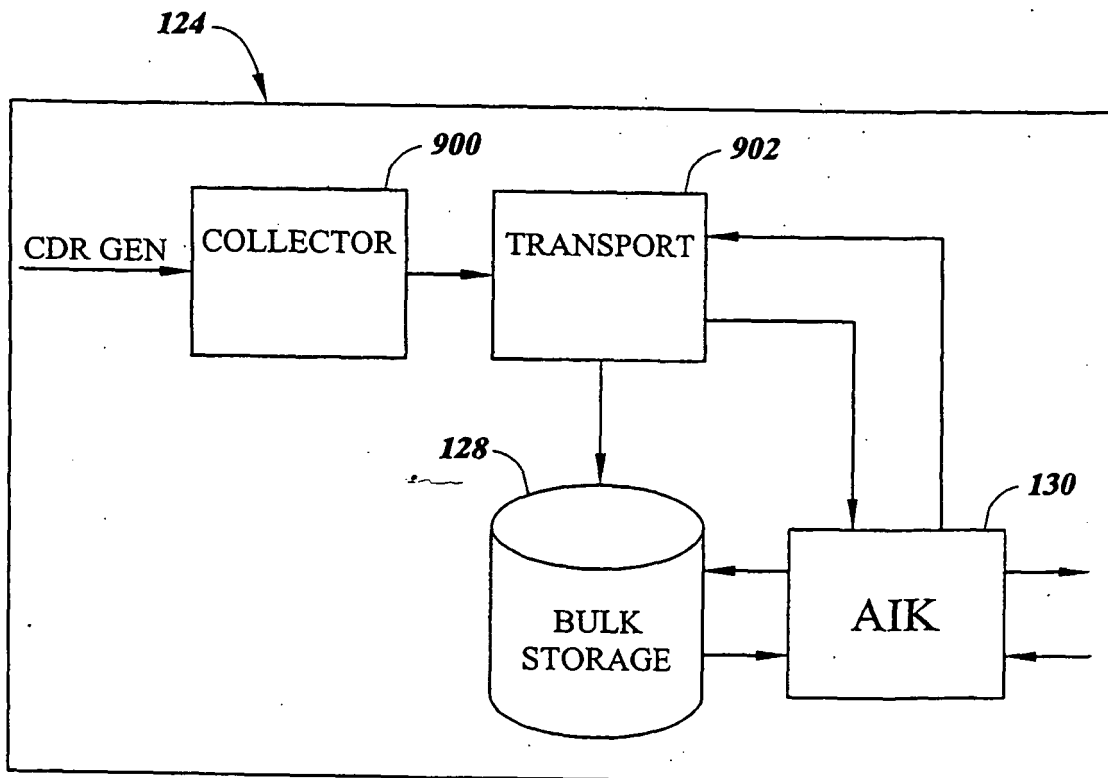 124
900
902
CDR GEN
COLLECTOR
TRANSPORT
128
130
BULK
STORAGE
AIK